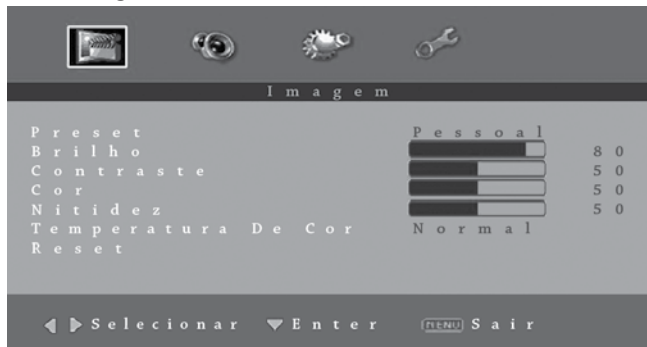 Imagem
Preset Pessoal
Brilho 80
Contraste 50
Cor 50
Nitidez 50
Temperatura De Cor Normal
Reset
Selecionar Enter MENU Sair